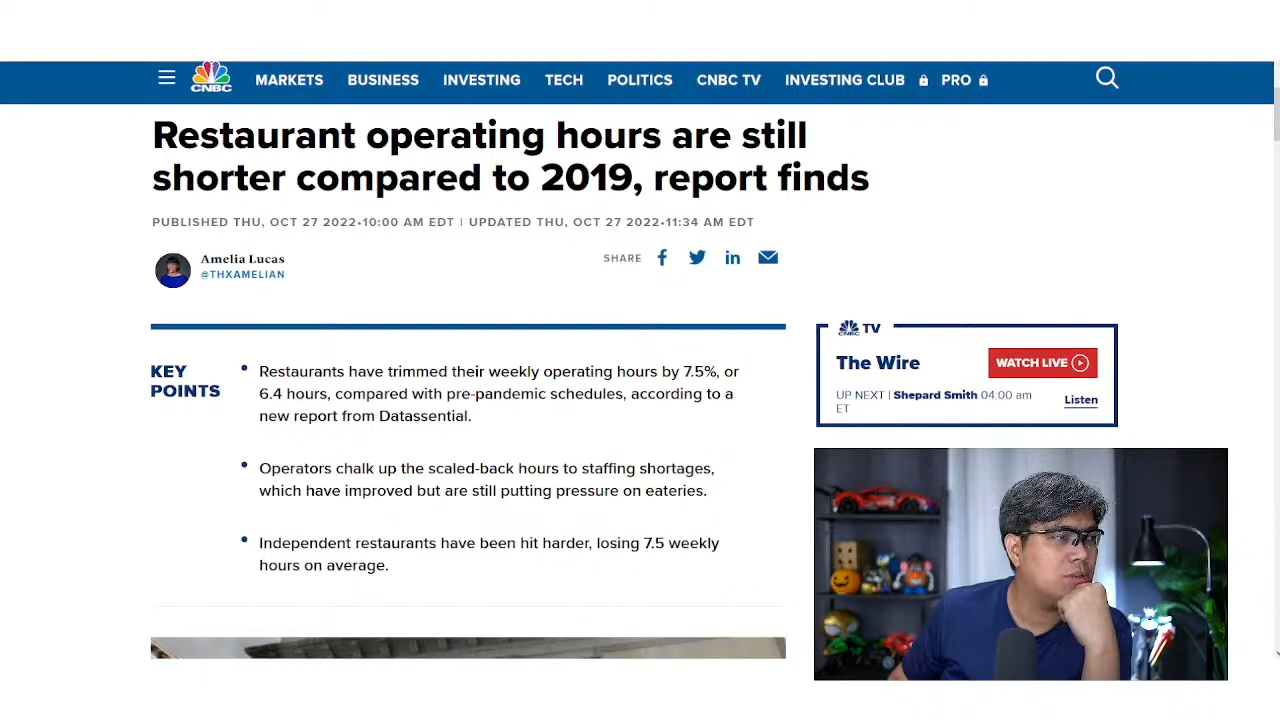 CNBC
MARKETS BUSINESS INVESTING TECH POLITICS CNBC TV INVESTING CLUB PRO
Restaurant operating hours are still
shorter compared to 2019, report finds
PUBLISHED THU, OCT 27 2022•10:00 AM EDT | UPDATED THU, OCT 27 2022•11:34 AM EDT
Amelia Lucas
@THXAMELIAN
SHARE
KEY
POINTS
• Restaurants have trimmed their weekly operating hours by 7.5%, or
6.4 hours, compared with pre-pandemic schedules, according to a
new report from Datassential.
• Operators chalk up the scaled-back hours to staffing shortages,
which have improved but are still putting pressure on eateries.
• Independent restaurants have been hit harder, losing 7.5 weekly
hours on average.
CNBC TV
The Wire
WATCH LIVE
UP NEXT | Shepard Smith 04:00 am
ET
Listen